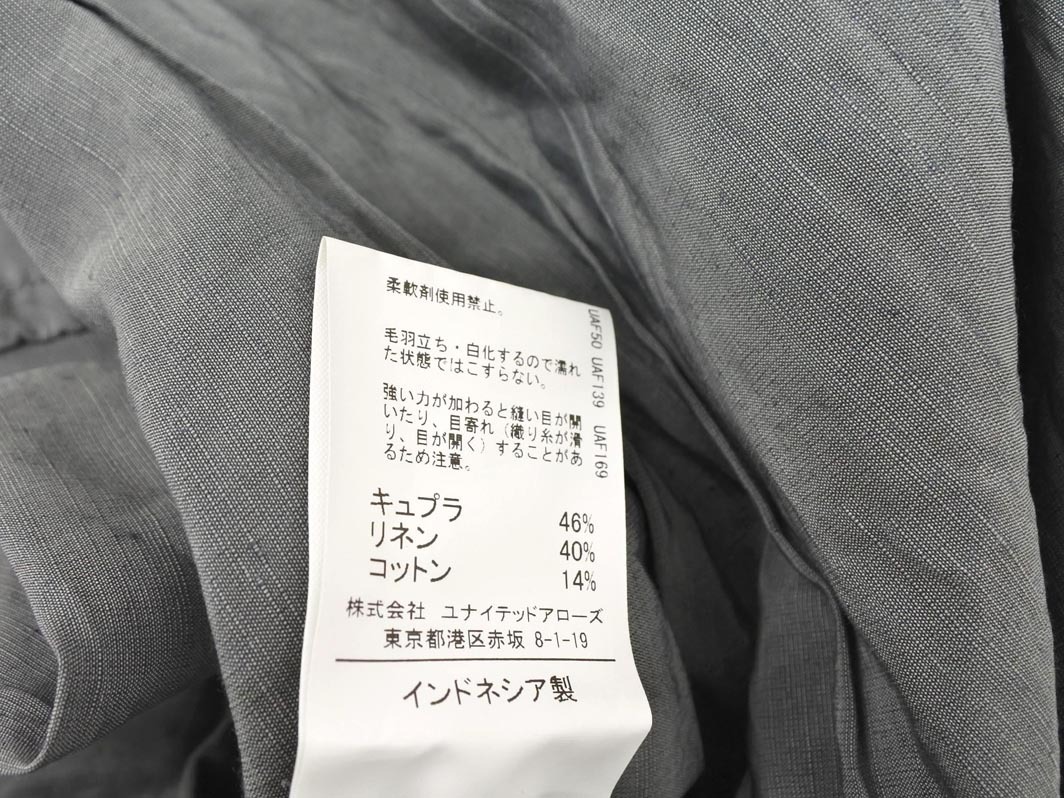 柔軟剤使用禁止。
毛羽立ち・白化するので濡れ
た状態ではこすらない。
強い力が加わると縫い目が開
いたり、目寄れ（織り糸が滑
り、目が開く）することがあ
るため注意。
キュプラ 46%
リネン 40%
コットン 14%
株式会社 ユナイテッドアローズ
東京都港区赤坂 8-1-19
インドネシア製
UAF50 UAF139 UAF169